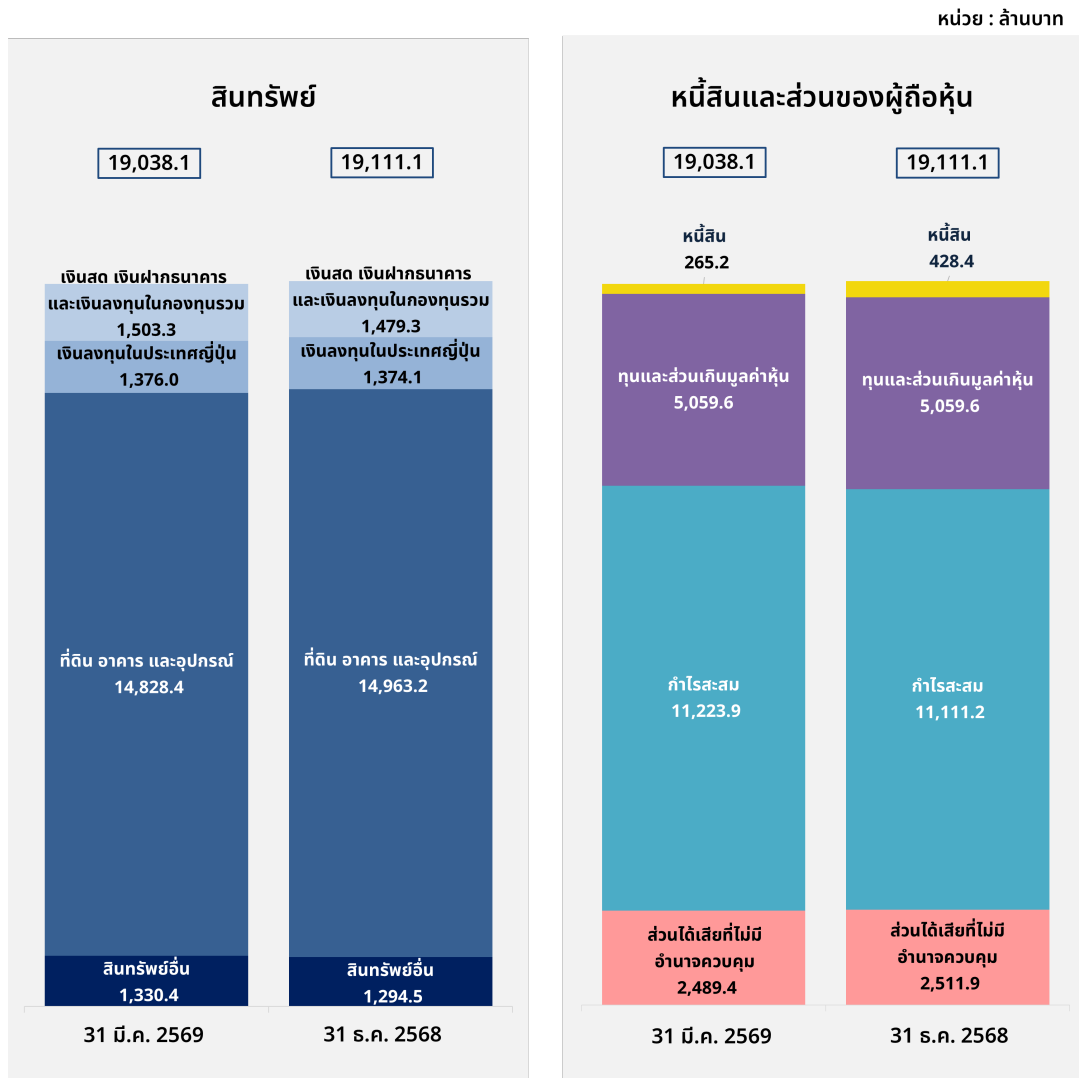 หน่วย : ล้านบาท
สินทรัพย์
19,038.1
19,111.1
เงินสด เงินฝากธนาคาร
และเงินลงทุนในกองทุนรวม
1,503.3
เงินลงทุนในประเทศญี่ปุ่น
1,376.0
ที่ดิน อาคาร และอุปกรณ์
14,828.4
สินทรัพย์อื่น
1,330.4
31 มี.ค. 2569
เงินสด เงินฝากธนาคาร
และเงินลงทุนในกองทุนรวม
1,479.3
เงินลงทุนในประเทศญี่ปุ่น
1,374.1
ที่ดิน อาคาร และอุปกรณ์
14,963.2
สินทรัพย์อื่น
1,294.5
31 ธ.ค. 2568
หนี้สินและส่วนของผู้ถือหุ้น
19,038.1
19,111.1
หนี้สิน
265.2
ทุนและส่วนเกินมูลค่าหุ้น
5,059.6
กำไรสะสม
11,223.9
ส่วนได้เสียที่ไม่มี
อำนาจควบคุม
2,489.4
31 มี.ค. 2569
หนี้สิน
428.4
ทุนและส่วนเกินมูลค่าหุ้น
5,059.6
กำไรสะสม
11,111.2
ส่วนได้เสียที่ไม่มี
อำนาจควบคุม
2,511.9
31 ธ.ค. 2568